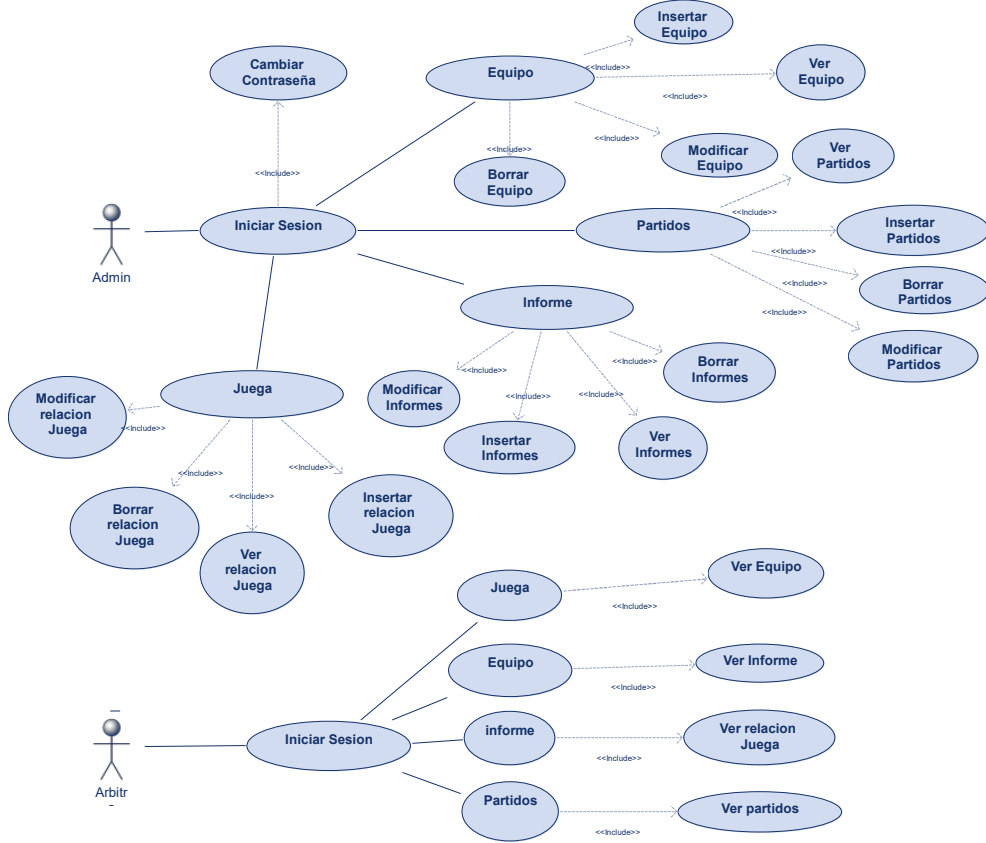 Insertar
Equipo
Cambiar
Contraseña
Equipo
<<Include>>
Ver
Equipo
<<Include>>
<<Include>>
<<Include>>
Modificar
Equipo
Ver
Partidos
<<Include>>
Borrar
Equipo
Admin
Iniciar Sesion
Partidos
<<Include>>
Insertar
Partidos
<<Include>>
<<Include>>
Borrar
Partidos
<<Include>>
Modificar
Partidos
Informe
<<Include>>
<<Include>>
<<Include>>
<<Include>>
Borrar
Informes
Modificar
Informes
Insertar
Informes
Ver
Informes
Juega
Modificar
relacion
Juega
<<Include>>
<<Include>>
<<Include>>
<<Include>>
Borrar
relacion
Juega
Ver
relacion
Juega
Insertar
relacion
Juega
Juega
<<Include>>
Ver Equipo
Equipo
<<Include>>
Ver Informe
Arbitr
Iniciar Sesion
informe
<<Include>>
Ver relacion
Juega
Partidos
<<Include>>
Ver partidos